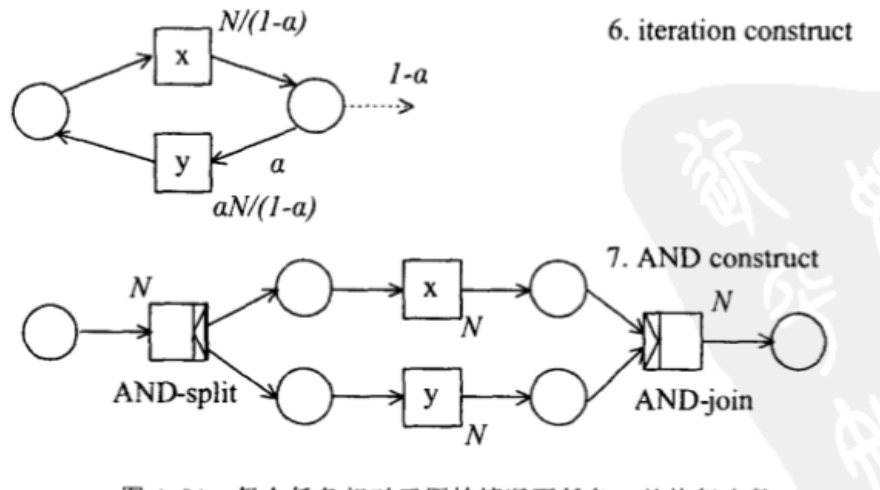 N/(1-a)
6. iteration construct
x
1-a
y
a
aN/(1-a)
7. AND construct
N
x
N
N
AND-split
y
AND-join
N